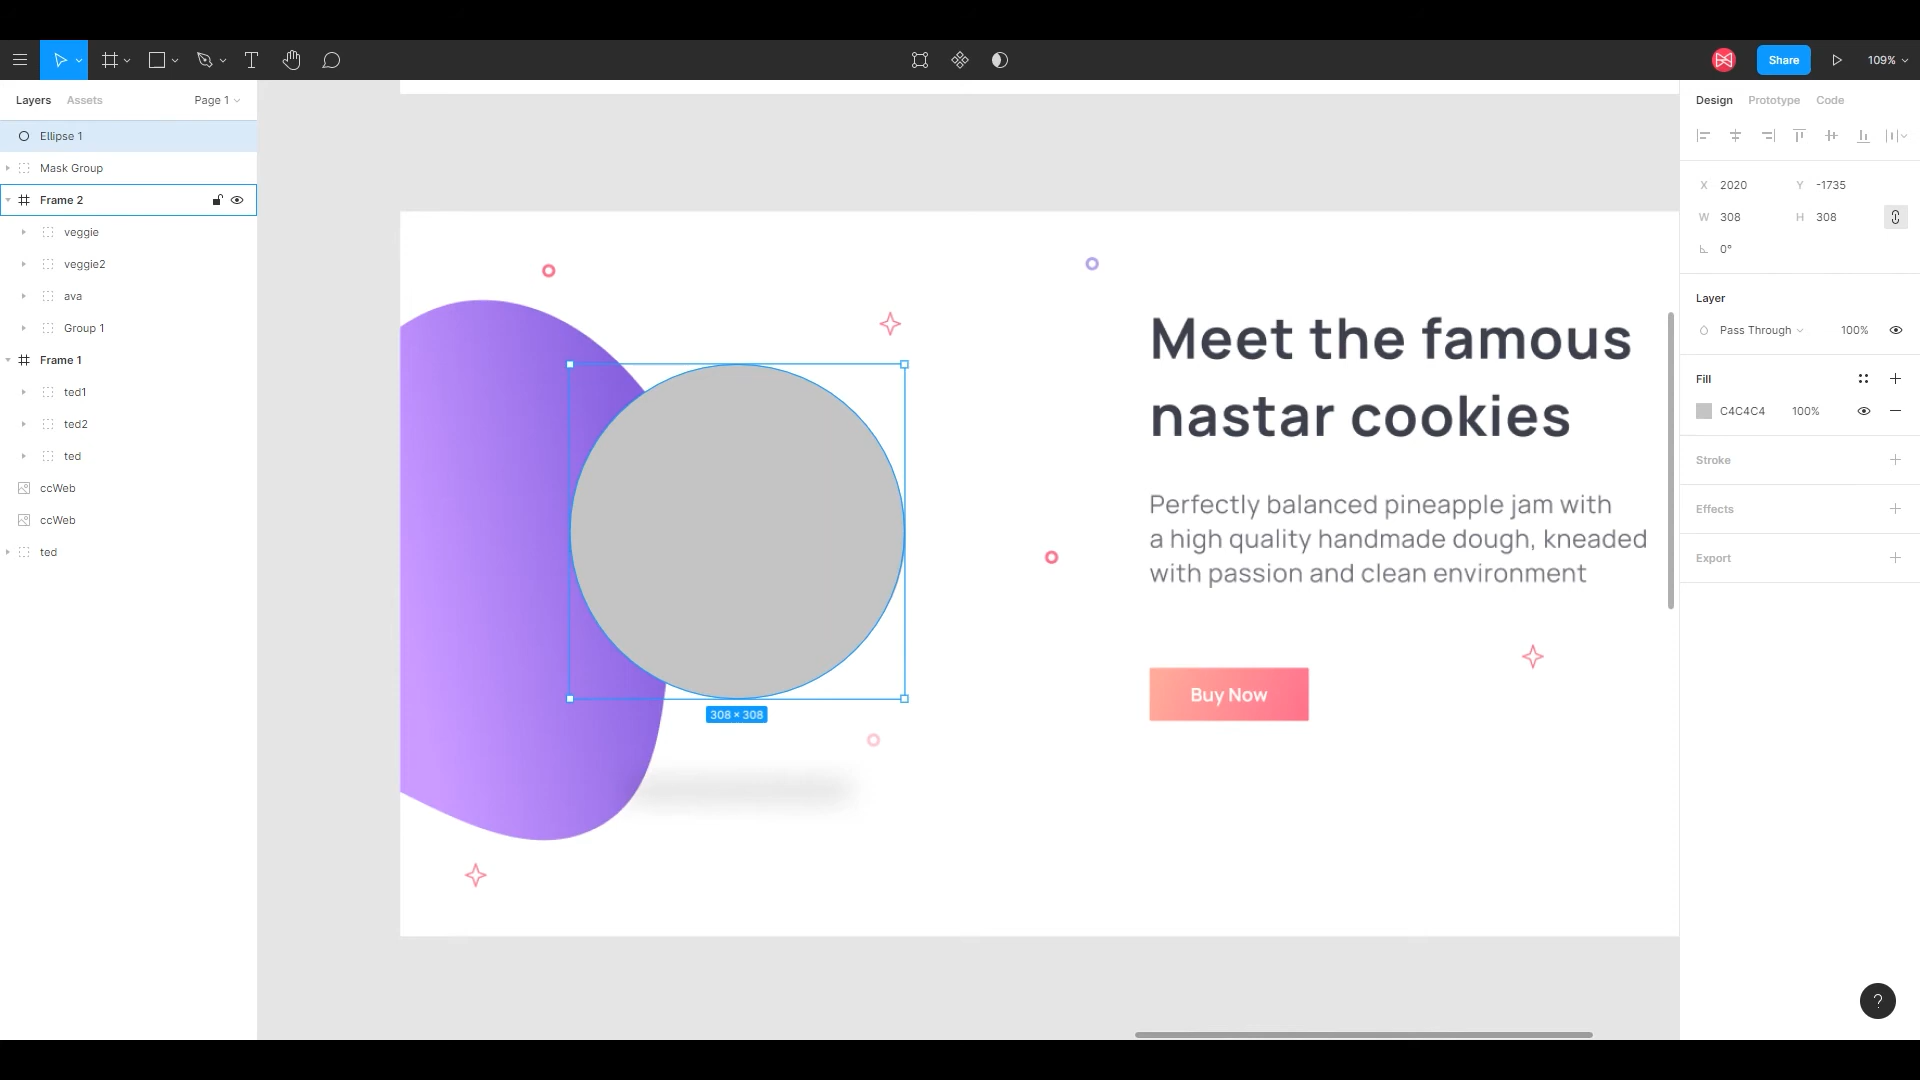 Share
109%
Layers
Assets
Page 1
Ellipse 1
Mask Group
Frame 2
veggie
veggie2
ava
Group 1
Frame 1
ted1
ted2
ted
ccWeb
ccWeb
ted
Meet the famous
nastar cookies
Perfectly balanced pineapple jam with
a high quality handmade dough, kneaded
with passion and clean environment
Buy Now
308 × 308
Design
Prototype
Code
X 2020
Y -1735
W 308
H 308
0°
Layer
Pass Through
100%
Fill
C4C4C4
100%
Stroke
Effects
Export
?